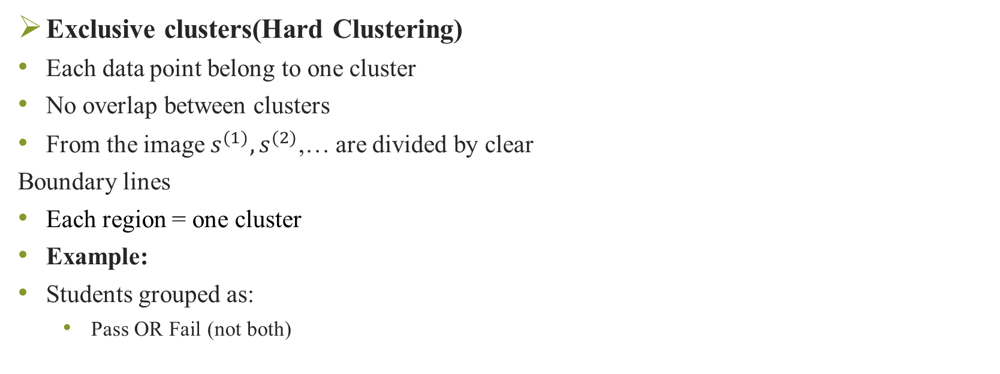 ➢ Exclusive clusters(Hard Clustering)
• Each data point belong to one cluster
• No overlap between clusters
• From the image s⁽¹⁾, s⁽²⁾,… are divided by clear
Boundary lines
• Each region = one cluster
• Example:
• Students grouped as:
• Pass OR Fail (not both)